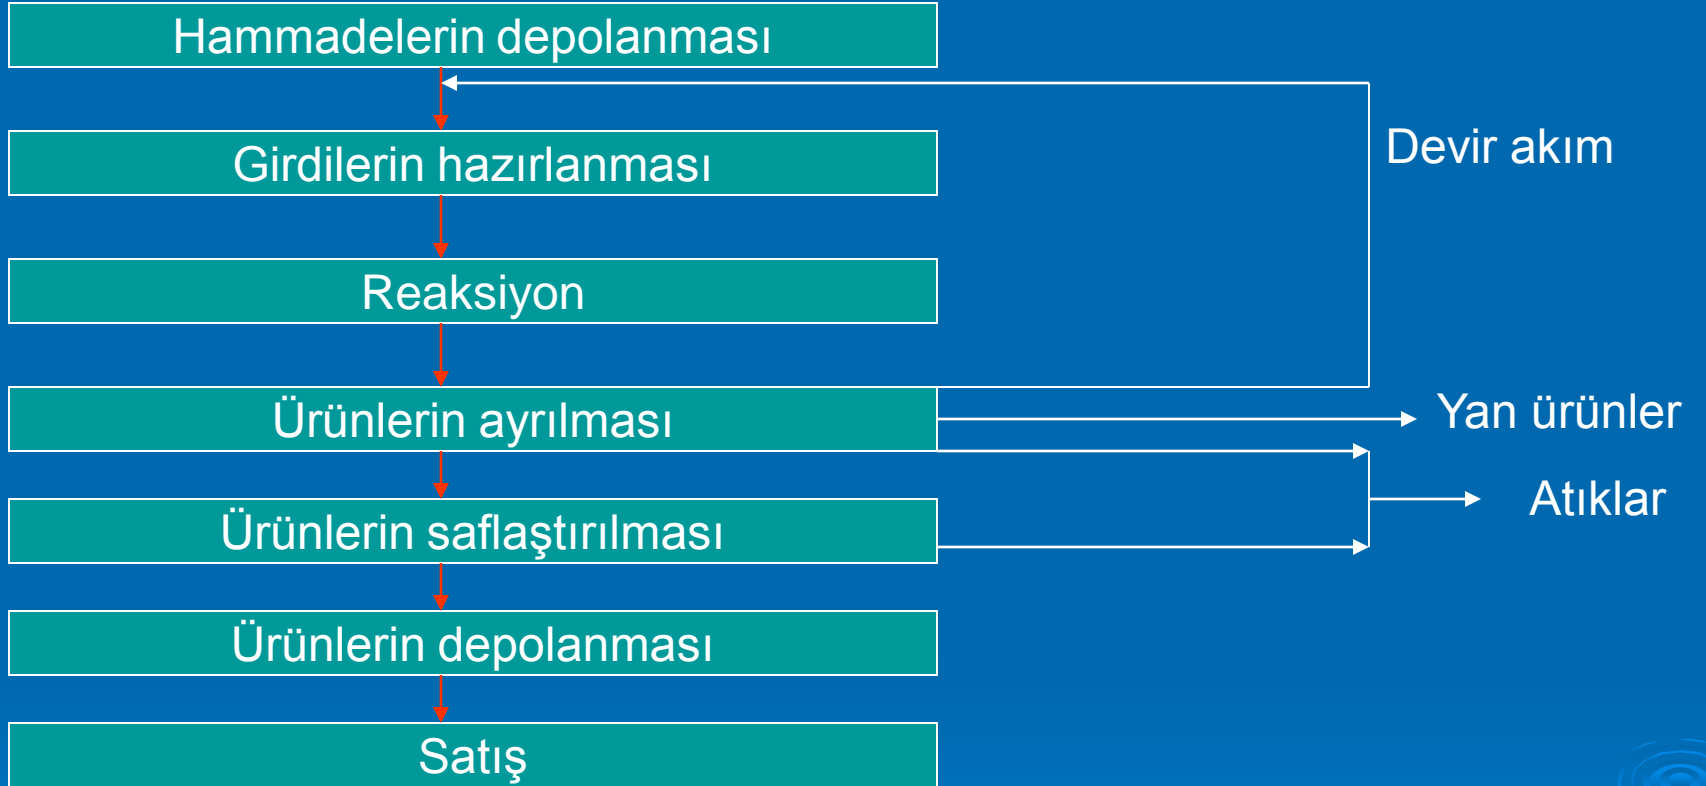 Hammadelerin depolanması
Girdilerin hazırlanması
Devir akım
Reaksiyon
Ürünlerin ayrılması
Yan ürünler
Atıklar
Ürünlerin saflaştırılması
Ürünlerin depolanması
Satış